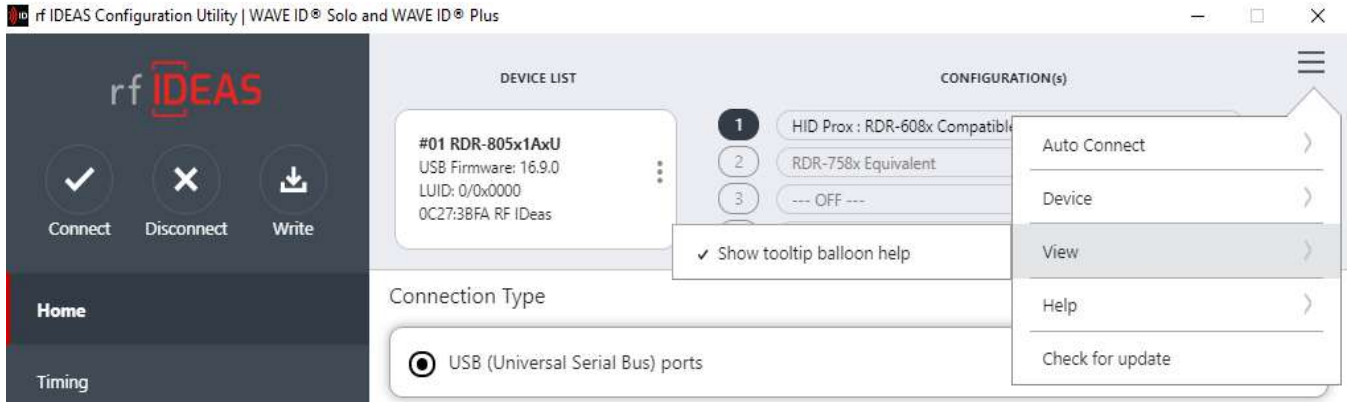 rf IDEAS Configuration Utility | WAVE ID® Solo and WAVE ID® Plus
rf IDEAS
Connect
Disconnect
Write
Home
Timing
DEVICE LIST
#01 RDR-805x1AxU
USB Firmware: 16.9.0
LUID: 0/0x0000
0C27:3BFA RF IDeas
CONFIGURATION(s)
1 HID Prox : RDR-608x Compatible
2 RDR-758x Equivalent
3 --- OFF ---
Auto Connect
Device
View
Help
Check for update
✓ Show tooltip balloon help
Connection Type
USB (Universal Serial Bus) ports